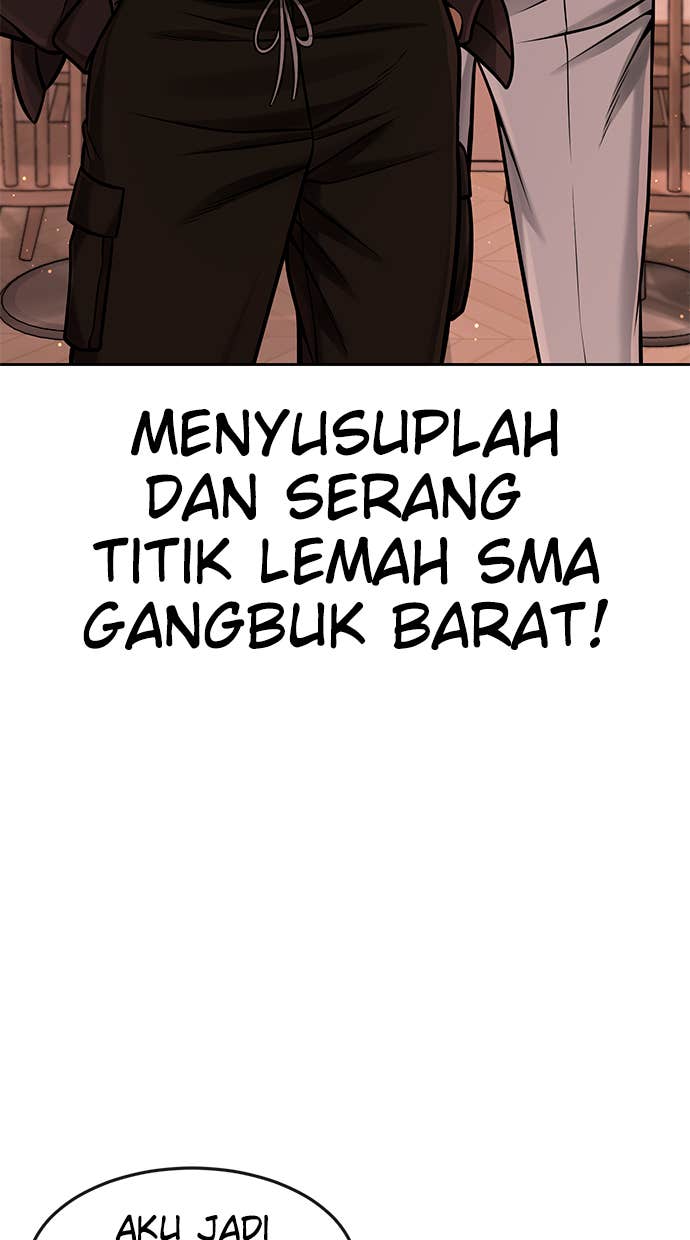 MENYUSUPLAH
DAN SERANG
TITIK LEMAH SMA
GANGBUK BARAT!
AKU JADI